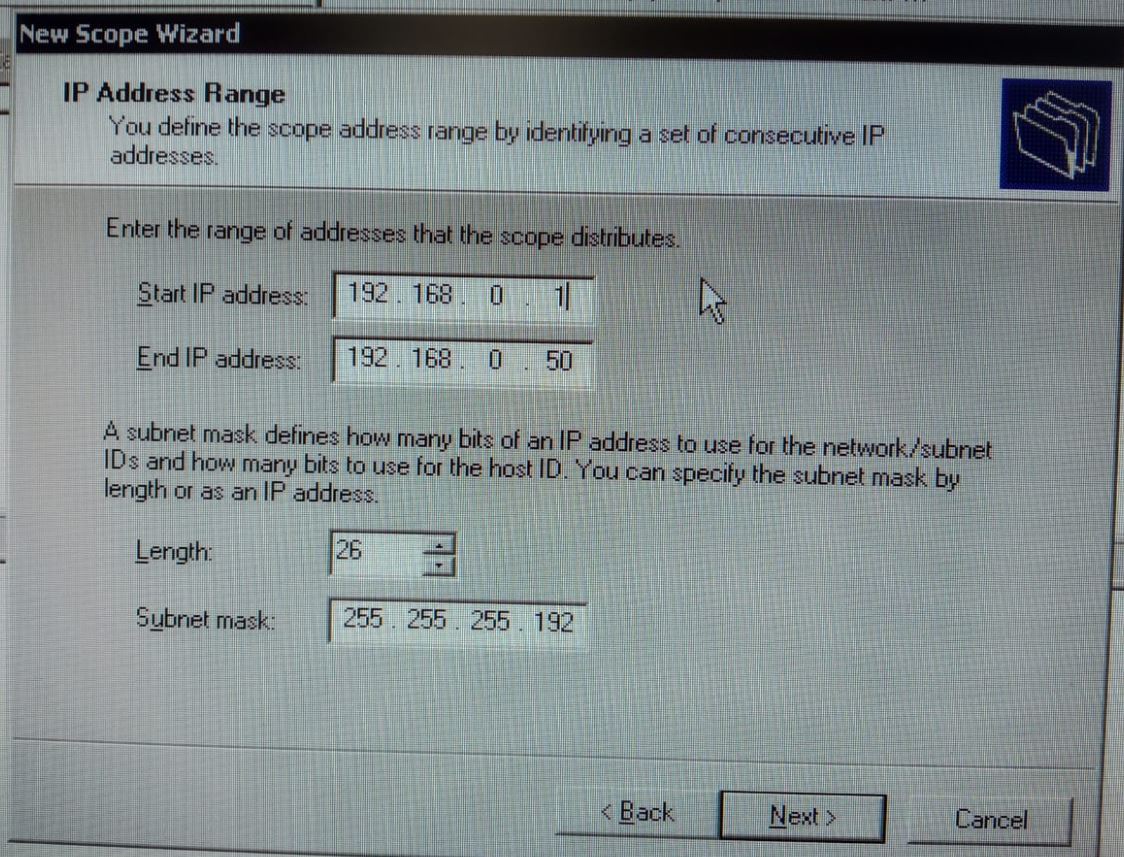 New Scope Wizard
IP Address Range
You define the scope address range by identifying a set of consecutive IP
addresses.
Enter the range of addresses that the scope distributes.
Start IP address: 192 . 168 . 0 . 1
End IP address: 192 . 168 . 0 . 50
A subnet mask defines how many bits of an IP address to use for the network/subnet
IDs and how many bits to use for the host ID. You can specify the subnet mask by
length or as an IP address.
Length: 26
Subnet mask: 255 . 255 . 255 . 192
< Back Next > Cancel